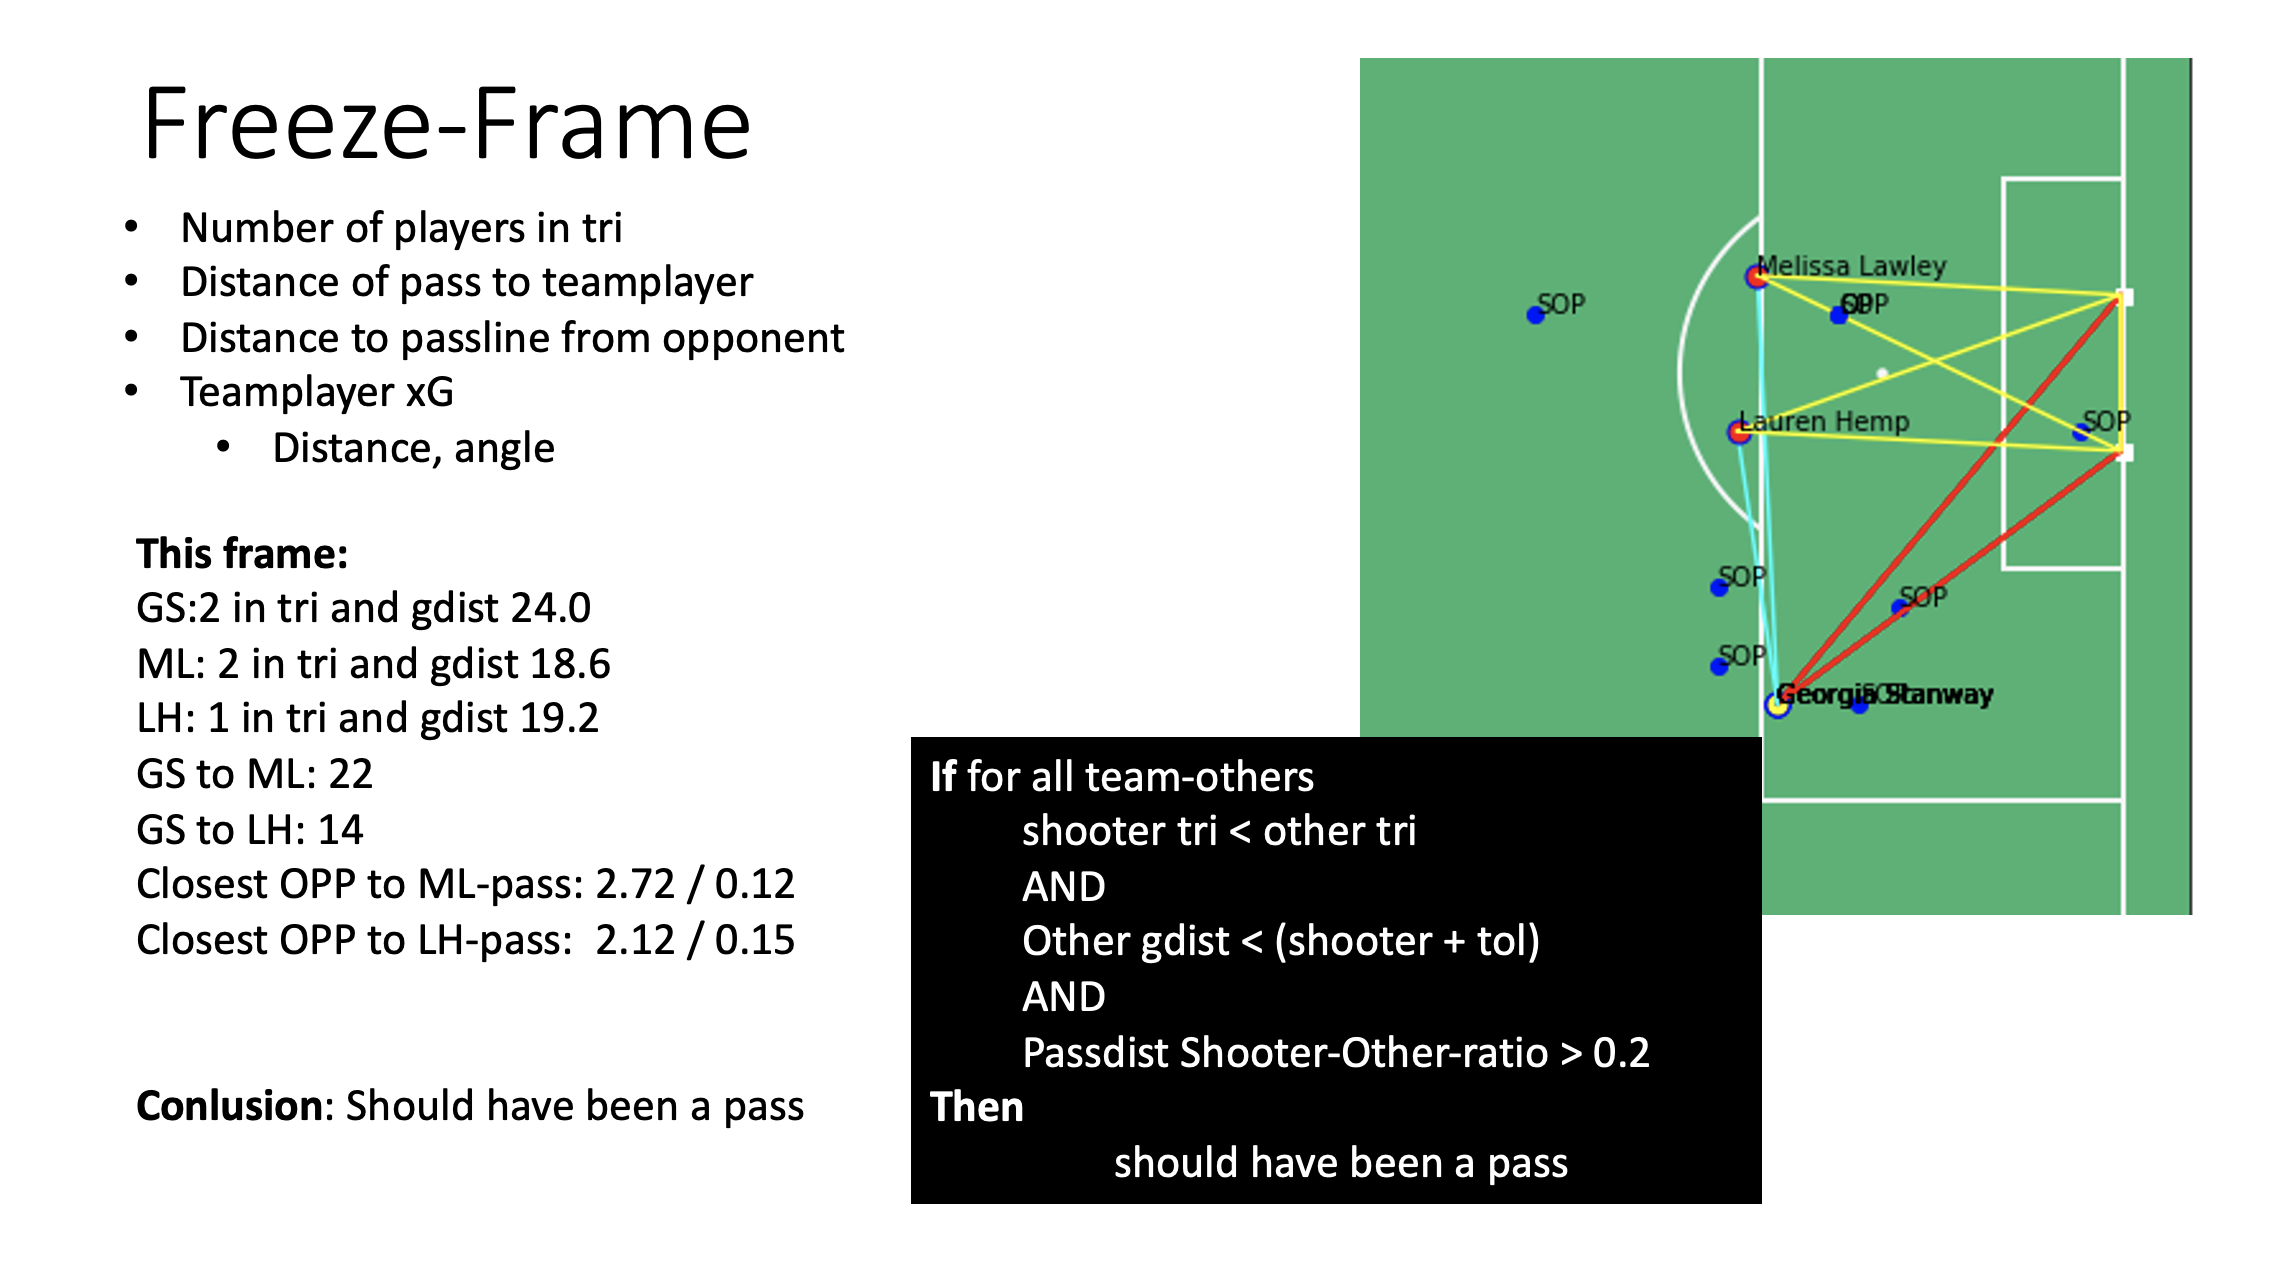 Freeze-Frame
• Number of players in tri
• Distance of pass to teamplayer
• Distance to passline from opponent
• Teamplayer xG
• Distance, angle
This frame:
GS:2 in tri and gdist 24.0
ML: 2 in tri and gdist 18.6
LH: 1 in tri and gdist 19.2
GS to ML: 22
GS to LH: 14
Closest OPP to ML-pass: 2.72 / 0.12
Closest OPP to LH-pass:  2.12 / 0.15
Conlusion: Should have been a pass
Melissa Lawley
SOP
OPP
Lauren Hemp
SOP
SOP
SOP
SOP
Georgia Stanway
If for all team-others
shooter tri < other tri
AND
Other gdist < (shooter + tol)
AND
Passdist Shooter-Other-ratio > 0.2
Then
should have been a pass